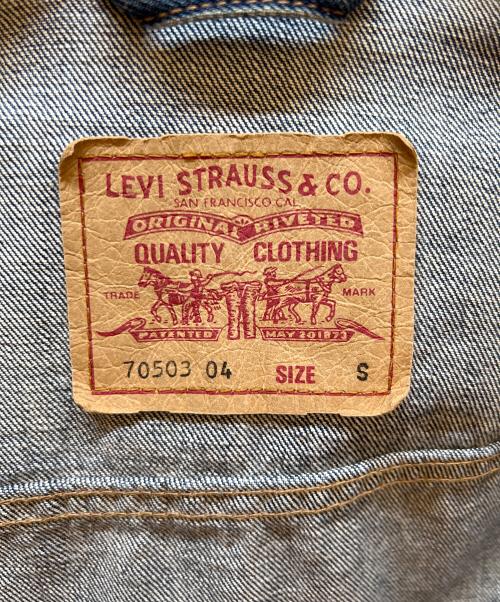 LEVI STRAUSS & CO.
SAN FRANCISCO CAL
ORIGINAL RIVETED
QUALITY CLOTHING
TRADE MARK
PATENTED MAY 20 1873
70503 04 SIZE S